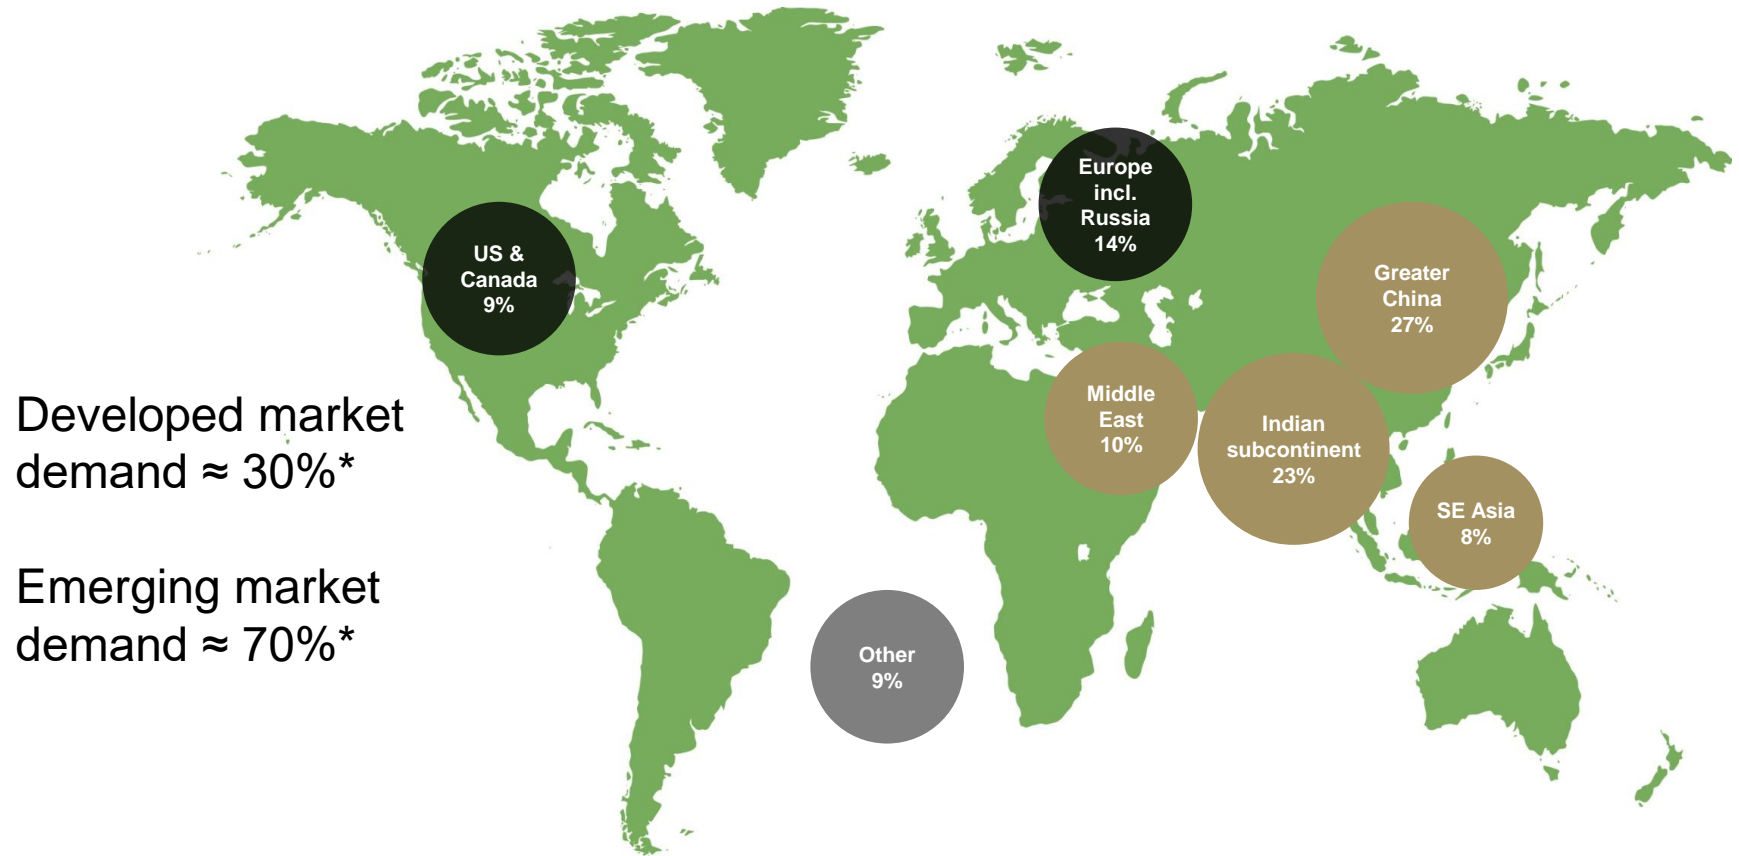 Europe
incl.
Russia
14%
US &
Canada
9%
Greater
China
27%
Developed market
demand ≈ 30%*
Middle
East
10%
Indian
subcontinent
23%
SE Asia
8%
Emerging market
demand ≈ 70%*
Other
9%